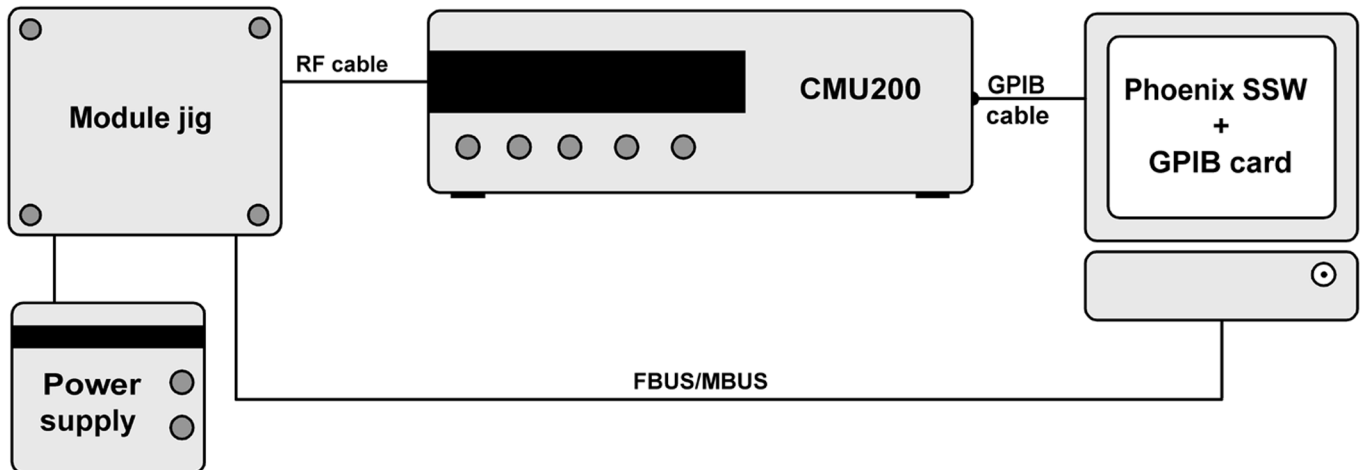 Module jig
RF cable
CMU200
GPIB
cable
Phoenix SSW
+
GPIB card
Power
supply
FBUS/MBUS